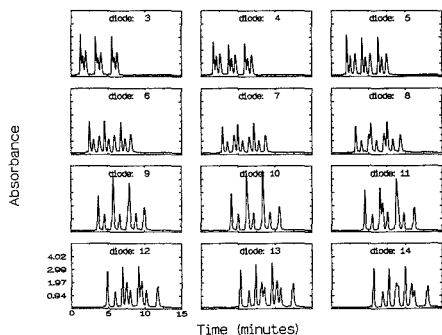 diode: 3
diode: 4
diode: 5
diode: 6
diode: 7
diode: 8
diode: 9
diode: 10
diode: 11
diode: 12
diode: 13
diode: 14
Absorbance
4.02
2.99
1.97
0.94
0 5 10 15
Time (minutes)